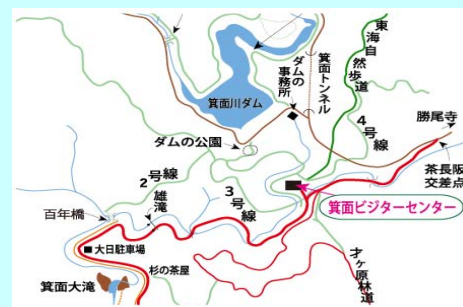 東海自然歩道
箕面トンネル
ダムの事務所
箕面川ダム
勝尾寺
4号線
ダムの公園
茶長阪
交差点
2号線
雄滝
3号線
百年橋
箕面ビジターセンター
大日駐車場
杉の茶屋
才ヶ原林道
箕面大滝